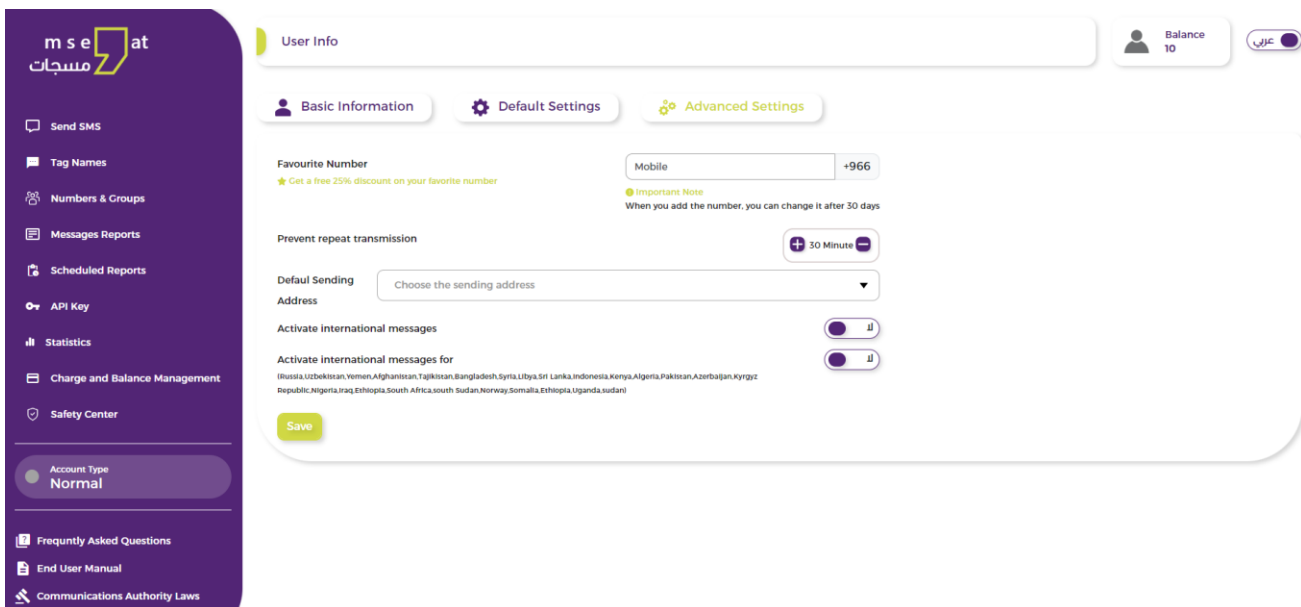 m s e at
مسجات
Send SMS
Tag Names
Numbers & Groups
Messages Reports
Scheduled Reports
API Key
Statistics
Charge and Balance Management
Safety Center
Account Type
Normal
Frequntly Asked Questions
End User Manual
Communications Authority Laws
User Info
Balance
10
عربي
Basic Information
Default Settings
Advanced Settings
Favourite Number
Get a free 25% discount on your favorite number
Mobile +966
Important Note
When you add the number, you can change it after 30 days
Prevent repeat transmission
30 Minute
Defaul Sending
Address
Choose the sending address
Activate international messages
لا
Activate international messages for
لا
(Russia,Uzbekistan,Yemen,Afghanistan,Tajikistan,Bangladesh,Syria,Libya,Sri Lanka,Indonesia,Kenya,Algeria,Pakistan,Azerbaijan,Kyrgyz
Republic,Nigeria,Iraq,Ethiopia,South Africa,south Sudan,Norway,Somalia,Ethiopia,Uganda,sudan)
Save